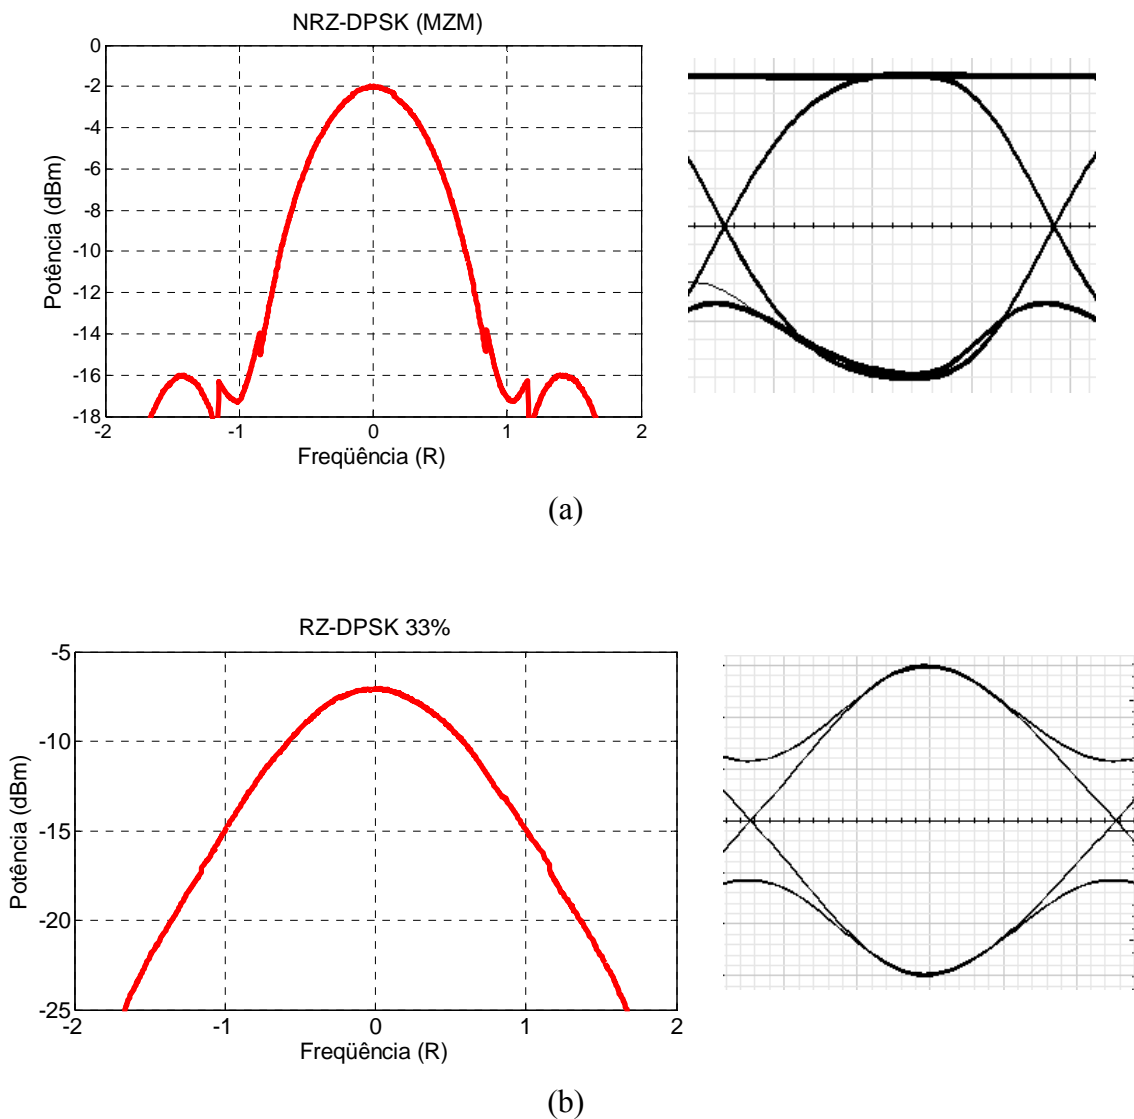 NRZ-DPSK (MZM)
0
-2
-4
-6
-8
-10
-12
-14
-16
-18
Potência (dBm)
-2 -1 0 1 2
Freqüência (R)
(a)
RZ-DPSK 33%
-5
-10
-15
-20
-25
Potência (dBm)
-2 -1 0 1 2
Freqüência (R)
(b)